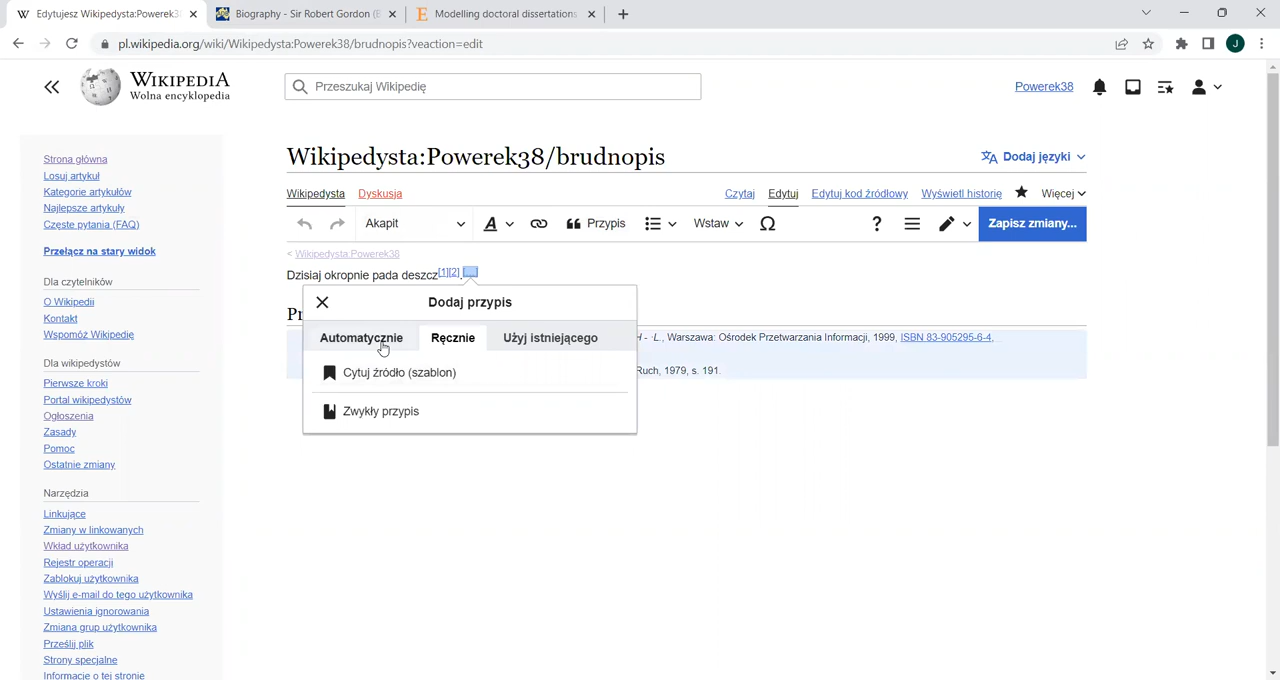 Edytujesz Wikipedysta:Powerek3
Biography - Sir Robert Gordon (
Modelling doctoral dissertations
pl.wikipedia.org/wiki/Wikipedysta:Powerek38/brudnopis?veaction=edit
J
WIKIPEDIA
Wolna encyklopedia
Przeszukaj Wikipedię
Powerek38
Strona główna
Losuj artykuł
Kategorie artykułów
Najlepsze artykuły
Częste pytania (FAQ)
Przełącz na stary widok
Dla czytelników
O Wikipedii
Kontakt
Wspomóż Wikipedię
Dla wikipedystów
Pierwsze kroki
Portal wikipedystów
Ogłoszenia
Zasady
Pomoc
Ostatnie zmiany
Narzędzia
Linkujące
Zmiany w linkowanych
Wkład użytkownika
Rejestr operacji
Zablokuj użytkownika
Wyślij e-mail do tego użytkownika
Ustawienia ignorowania
Zmiana grup użytkownika
Prześlij plik
Strony specjalne
Informacje o tej stronie
Wikipedysta:Powerek38/brudnopis
Dodaj języki
Wikipedysta Dyskusja Czytaj Edytuj Edytuj kod źródłowy Wyświetl historię Więcej
Akapit A Przypis Wstaw Ω ? Zapisz zmiany...
< Wikipedysta:Powerek38
Dzisiaj okropnie pada deszcz[1][2].
Dodaj przypis
Automatycznie Ręcznie Użyj istniejącego
Cytuj źródło (szablon)
Zwykły przypis
H - ·L., Warszawa: Ośrodek Przetwarzania Informacji, 1999, ISBN 83-905295-6-4,
Ruch, 1979, s. 191.